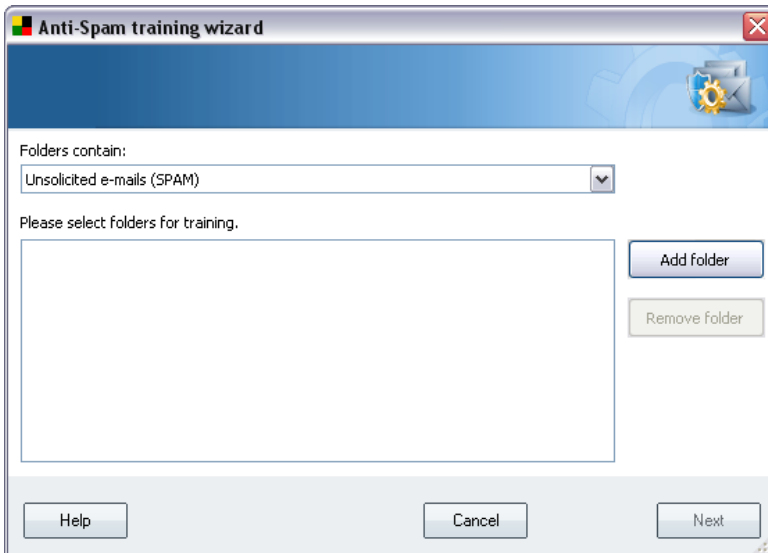 Anti-Spam training wizard
Folders contain:
Unsolicited e-mails (SPAM)
Please select folders for training.
Add folder
Remove folder
Help
Cancel
Next